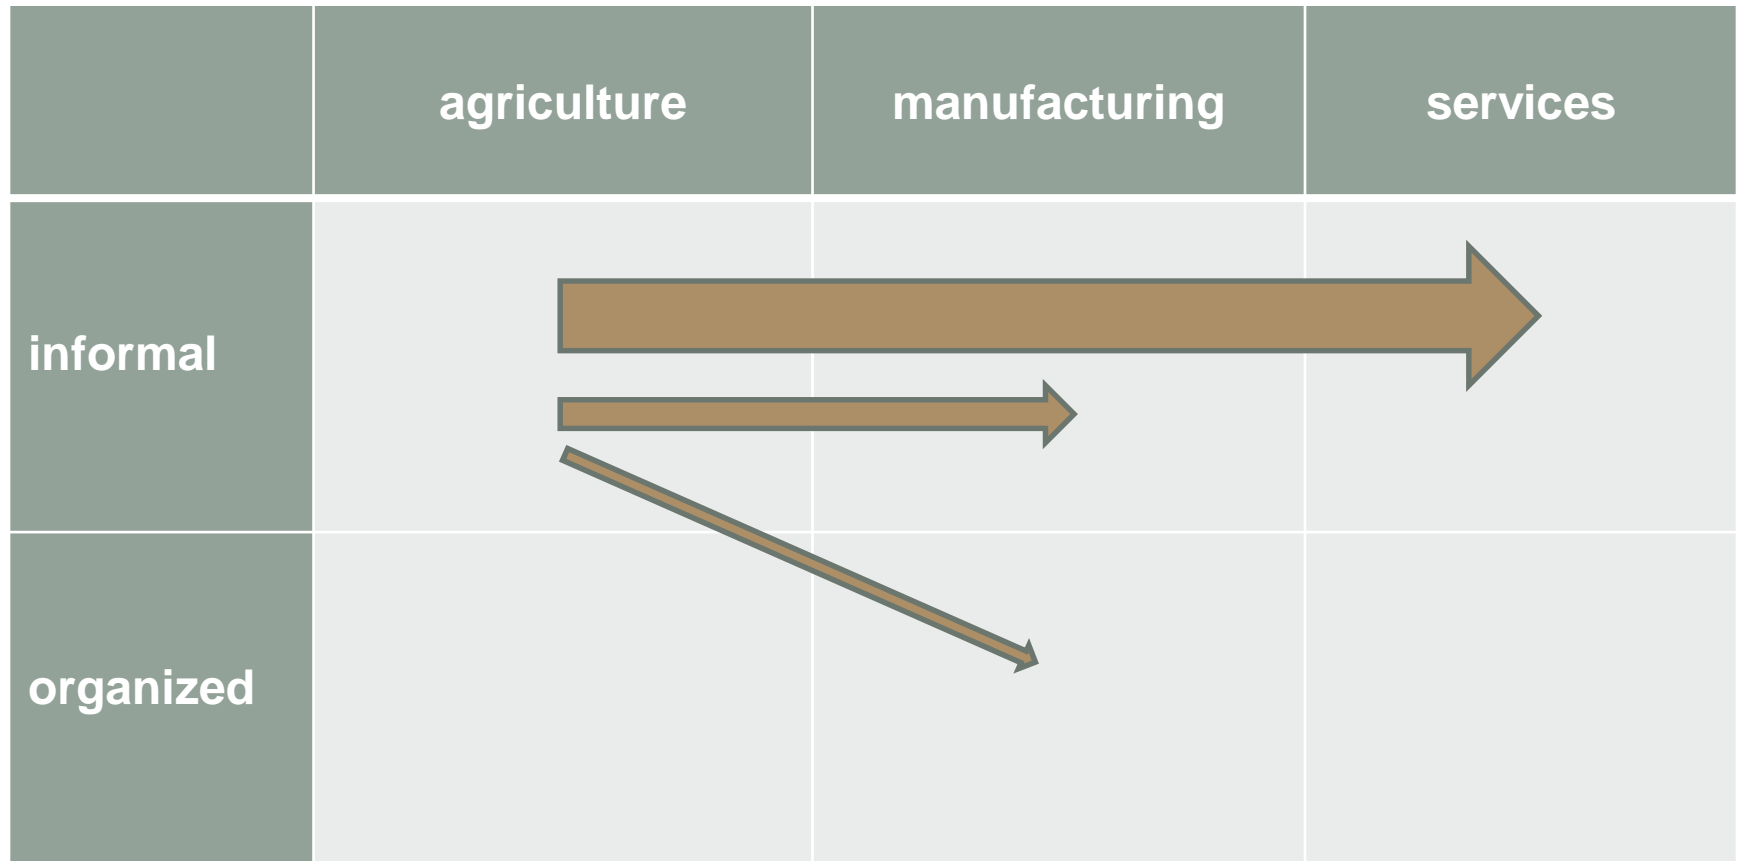 agriculture
manufacturing
services
informal
organized